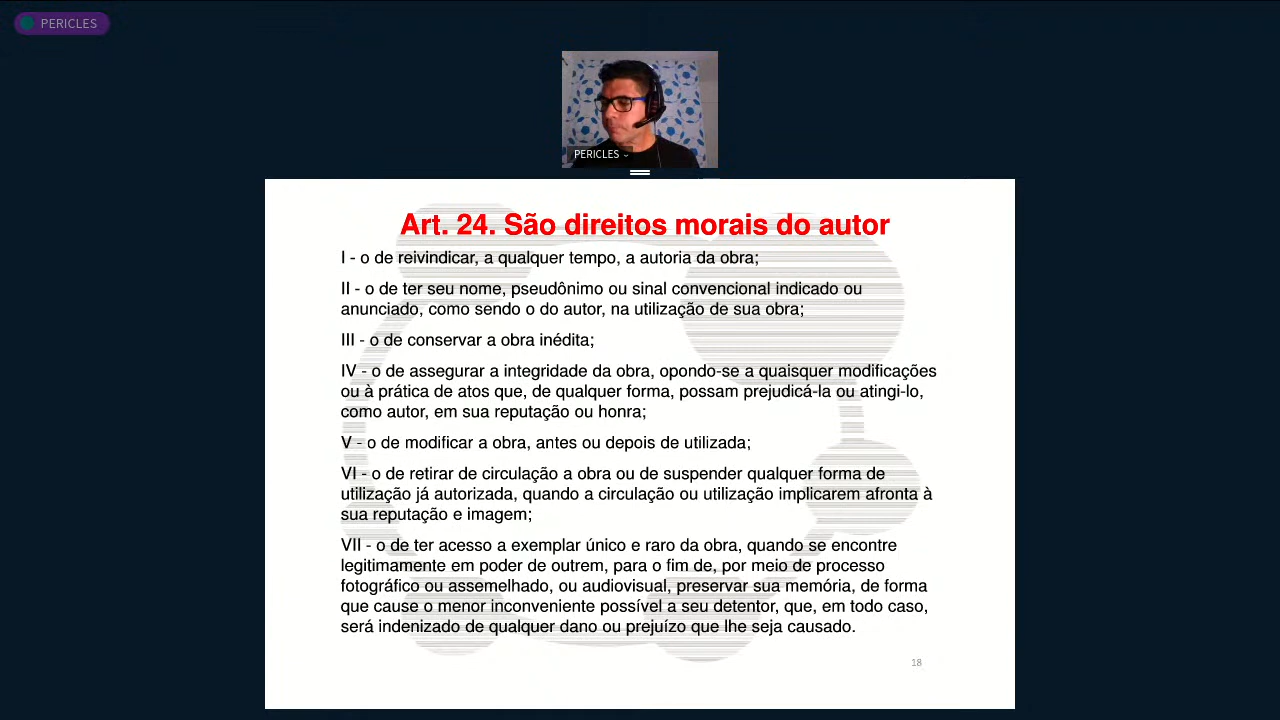 PERICLES
PERICLES
Art. 24. São direitos morais do autor
I - o de reivindicar, a qualquer tempo, a autoria da obra;
II - o de ter seu nome, pseudônimo ou sinal convencional indicado ou
anunciado, como sendo o do autor, na utilização de sua obra;
III - o de conservar a obra inédita;
IV - o de assegurar a integridade da obra, opondo-se a quaisquer modificações
ou à prática de atos que, de qualquer forma, possam prejudicá-la ou atingi-lo,
como autor, em sua reputação ou honra;
V - o de modificar a obra, antes ou depois de utilizada;
VI - o de retirar de circulação a obra ou de suspender qualquer forma de
utilização já autorizada, quando a circulação ou utilização implicarem afronta à
sua reputação e imagem;
VII - o de ter acesso a exemplar único e raro da obra, quando se encontre
legitimamente em poder de outrem, para o fim de, por meio de processo
fotográfico ou assemelhado, ou audiovisual, preservar sua memória, de forma
que cause o menor inconveniente possível a seu detentor, que, em todo caso,
será indenizado de qualquer dano ou prejuízo que lhe seja causado.
18